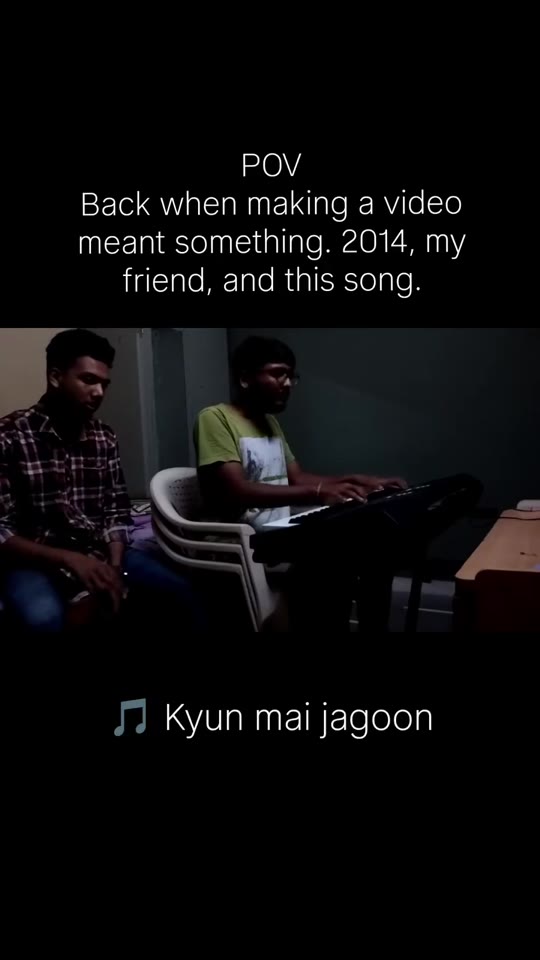 POV
Back when making a video
meant something. 2014, my
friend, and this song.
🎵 Kyun mai jagoon